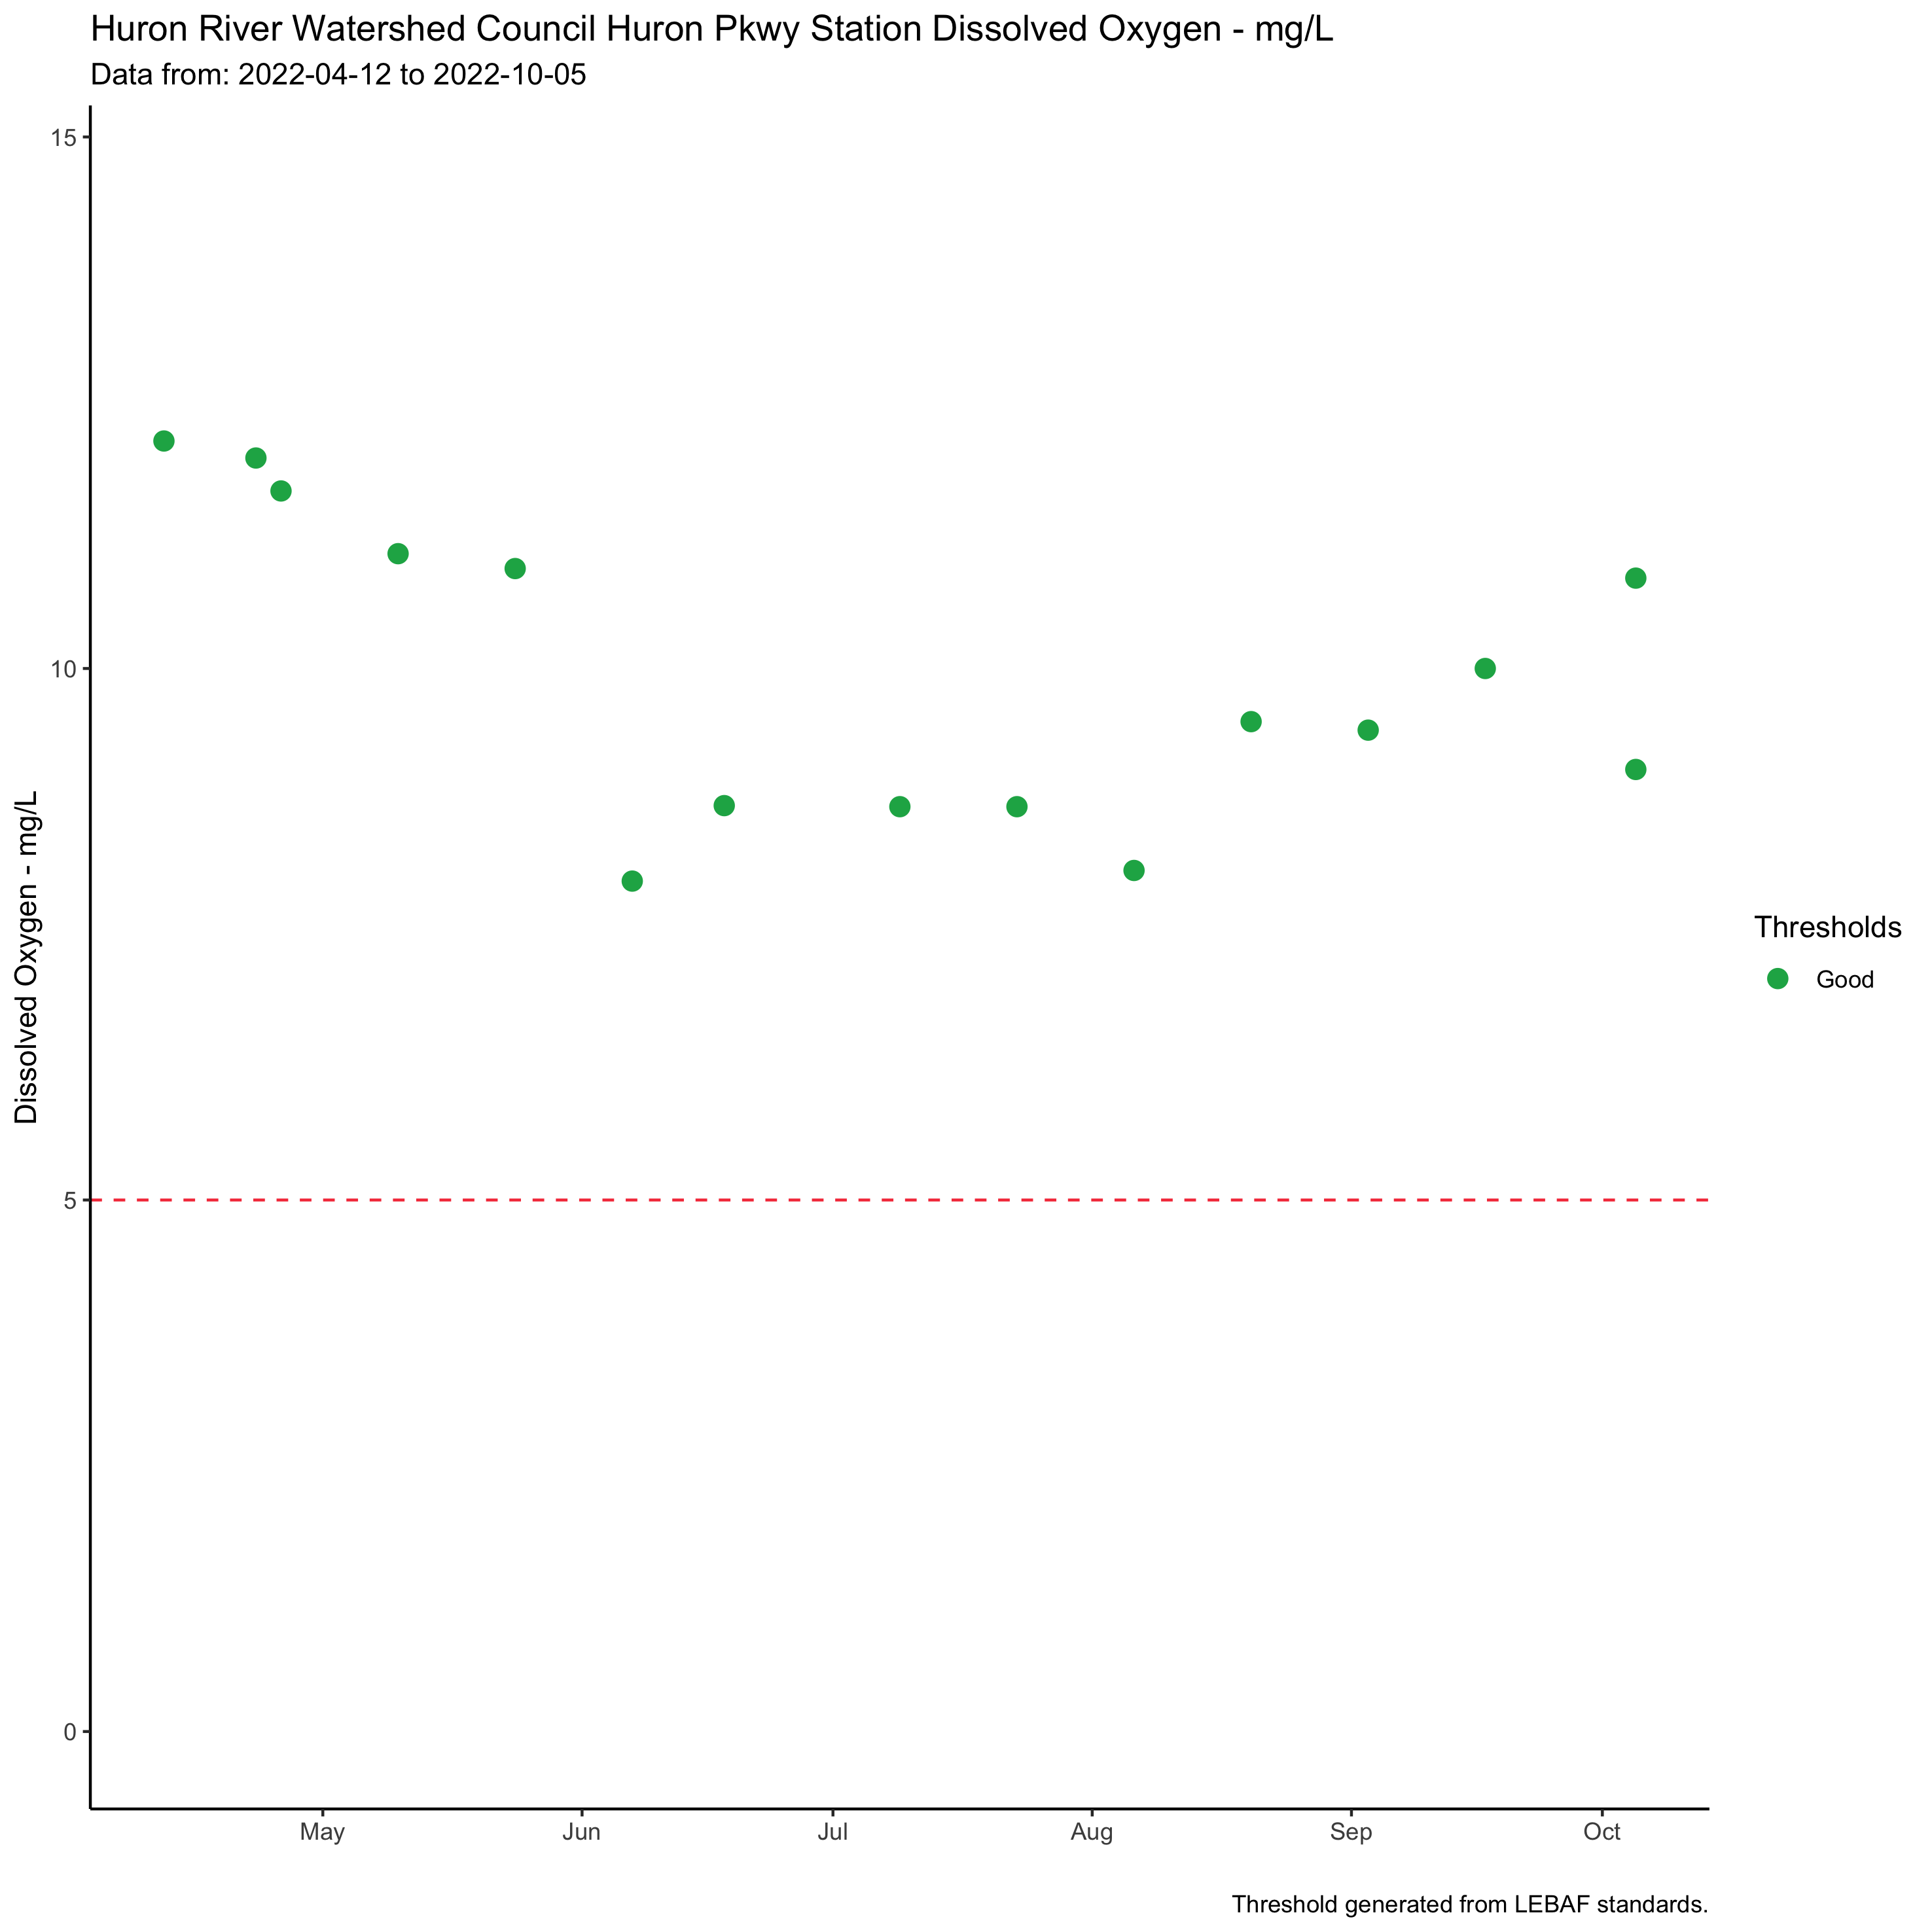 Huron River Watershed Council Huron Pkwy Station Dissolved Oxygen - mg/L
Data from: 2022-04-12 to 2022-10-05
15
10
5
0
Dissolved Oxygen - mg/L
May Jun Jul Aug Sep Oct
Thresholds
Good
Threshold generated from LEBAF standards.